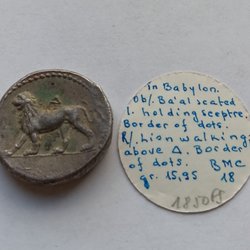 In Babylon.
Ob/. Ba'al seated
l. holding sceptre.
Border of dots.
R/. Lion walking l.
above Δ. Border
of dots. BMC
gr. 15,95 18
1850